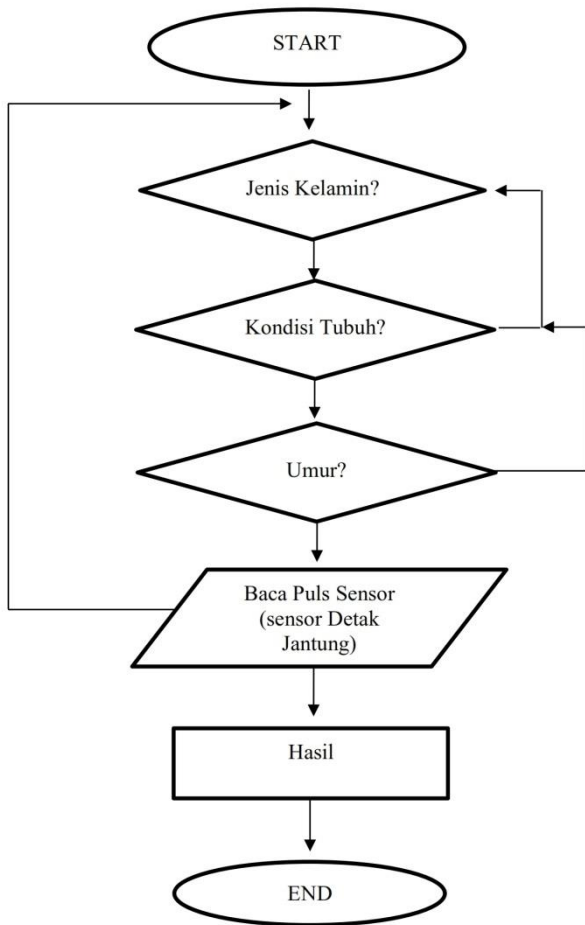 START
Jenis Kelamin?
Kondisi Tubuh?
Umur?
Baca Puls Sensor
(sensor Detak
Jantung)
Hasil
END